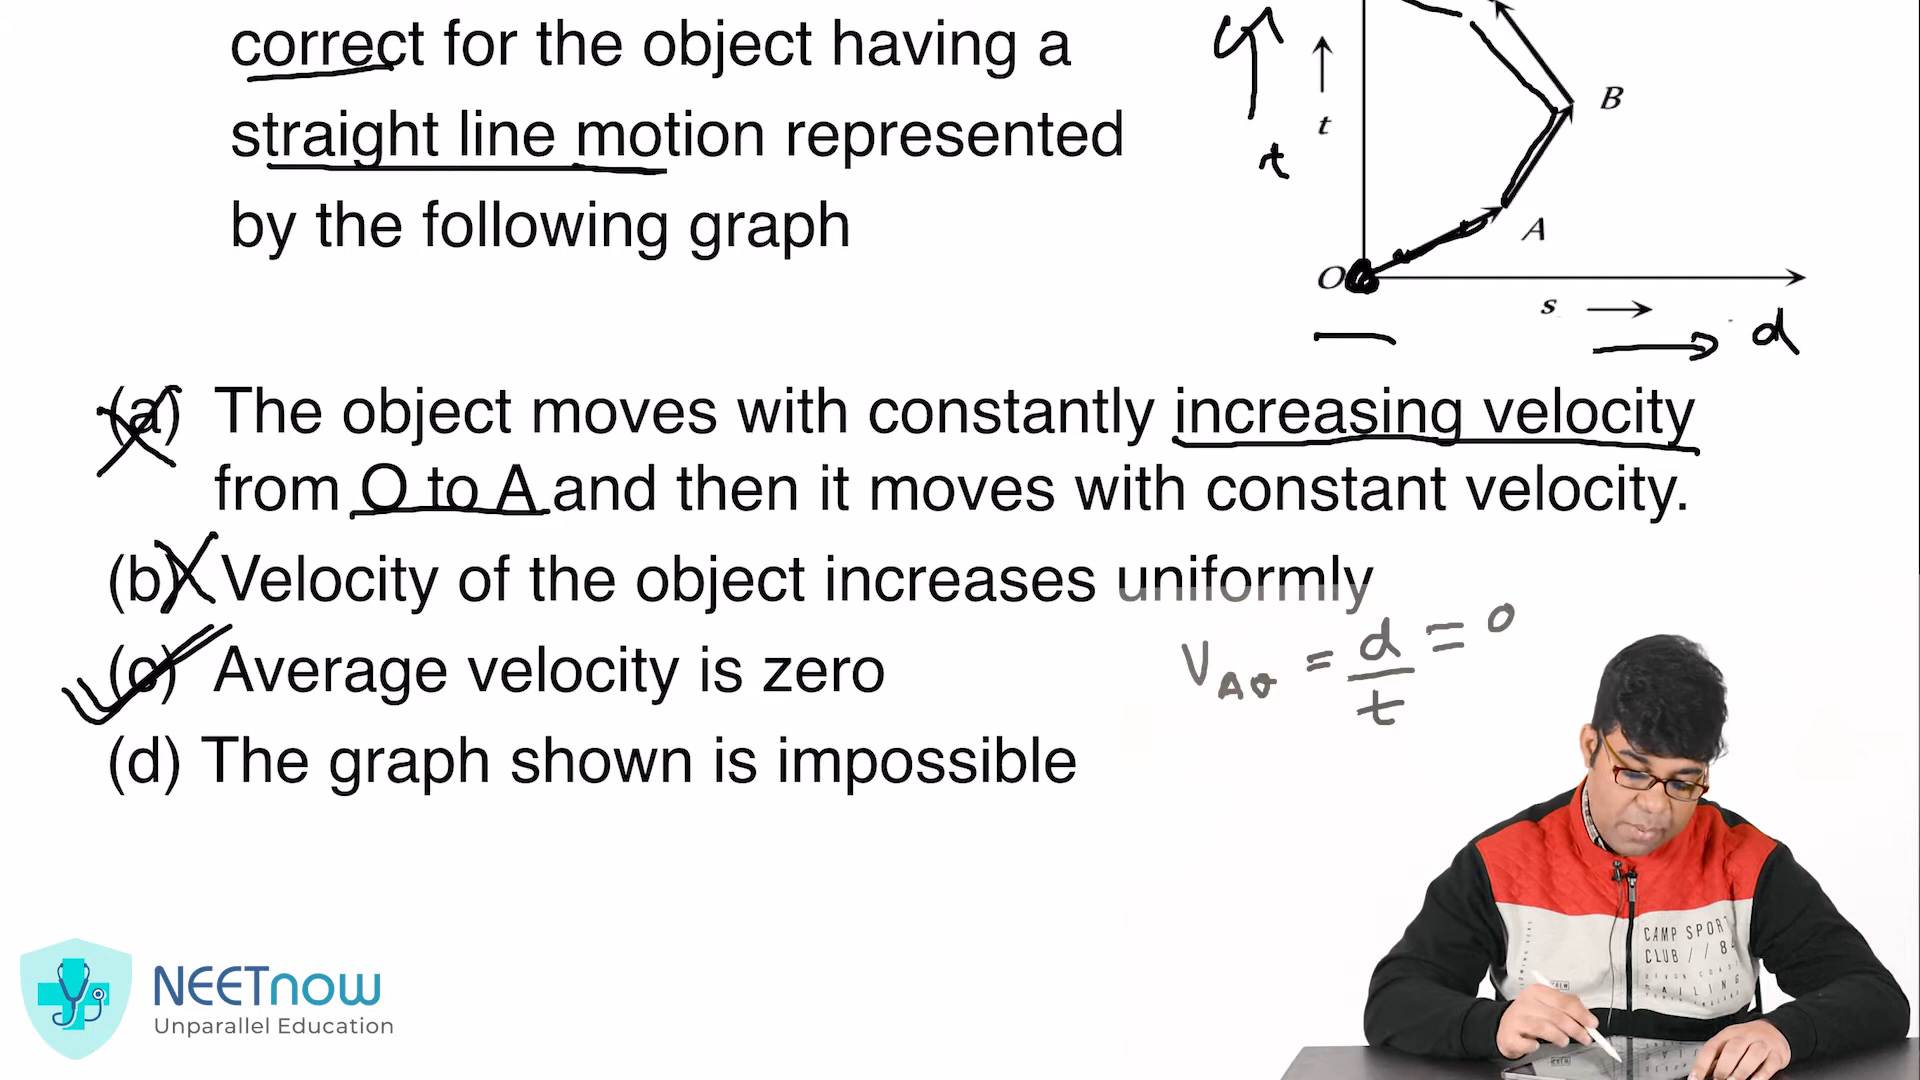 correct for the object having a
straight line motion represented
by the following graph
t
t
B
A
O
s
d
(a) The object moves with constantly increasing velocity
from O to A and then it moves with constant velocity.
(b) Velocity of the object increases uniformly
(c) Average velocity is zero
V = d/t = 0
(d) The graph shown is impossible
CAMP SPORT
CLUB // 84
NEETnow
Unparallel Education